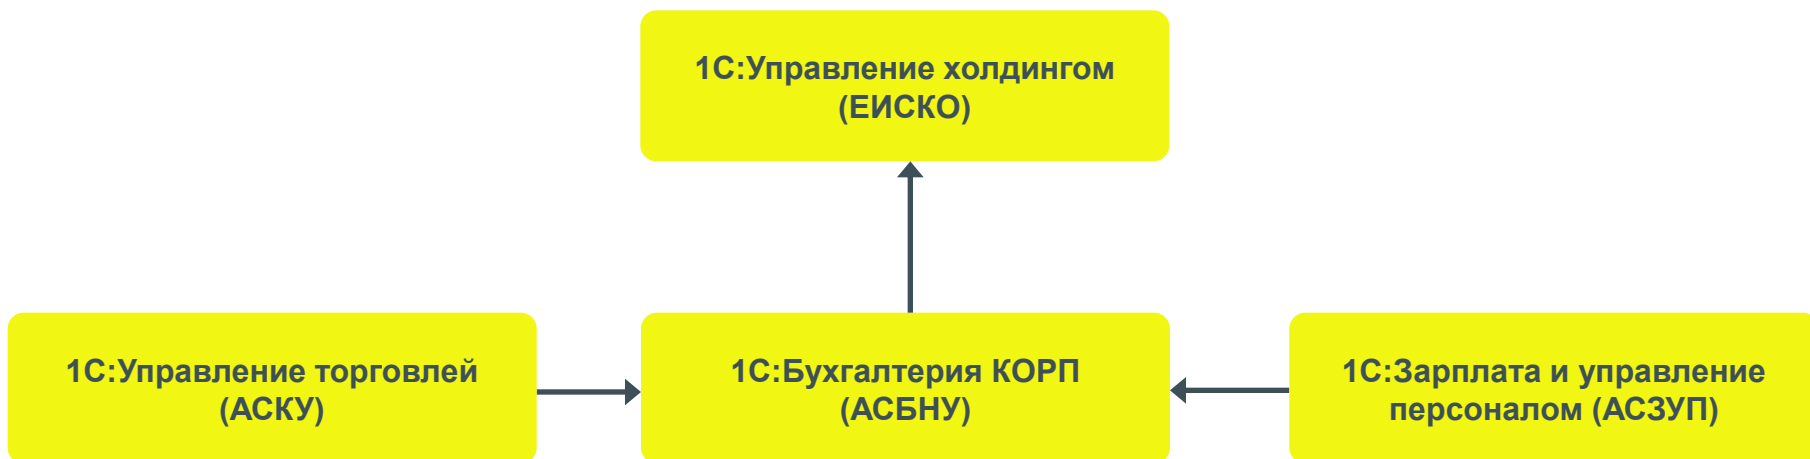 1С:Управление холдингом
(ЕИСКО)
1С:Управление торговлей
(АСКУ)
1С:Бухгалтерия КОРП
(АСБНУ)
1С:Зарплата и управление
персоналом (АСЗУП)